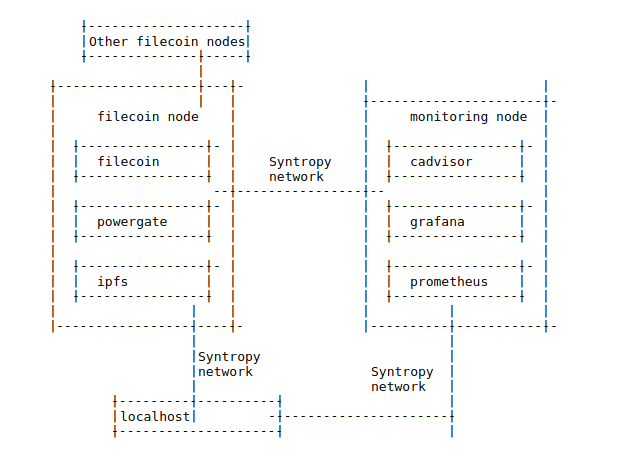 Other filecoin nodes
filecoin node
monitoring node
filecoin
Syntropy
network
cadvisor
powergate
grafana
ipfs
prometheus
Syntropy
network
Syntropy
network
localhost